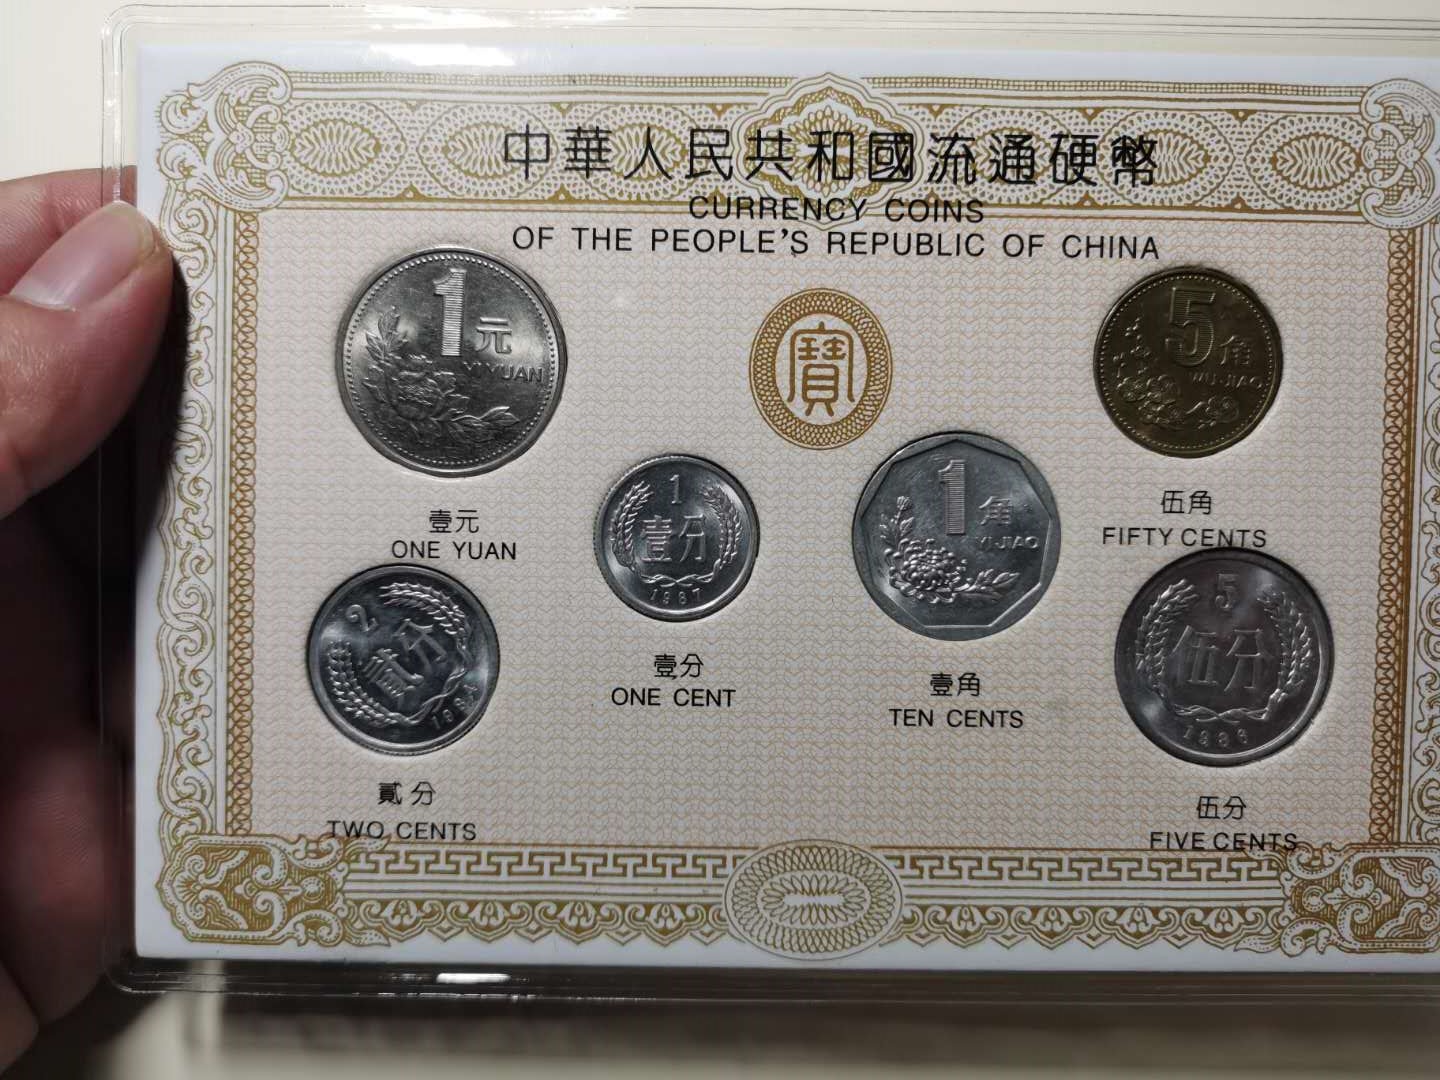 中華人民共和國流通硬幣
CURRENCY COINS
OF THE PEOPLE'S REPUBLIC OF CHINA
1元
YI YUAN
寶
5角
WU JIAO
壹元
ONE YUAN
1
壹分
1987
1角
YI JIAO
伍角
FIFTY CENTS
2
贰分
5
伍分
1986
壹分
ONE CENT
壹角
TEN CENTS
貳分
TWO CENTS
伍分
FIVE CENTS